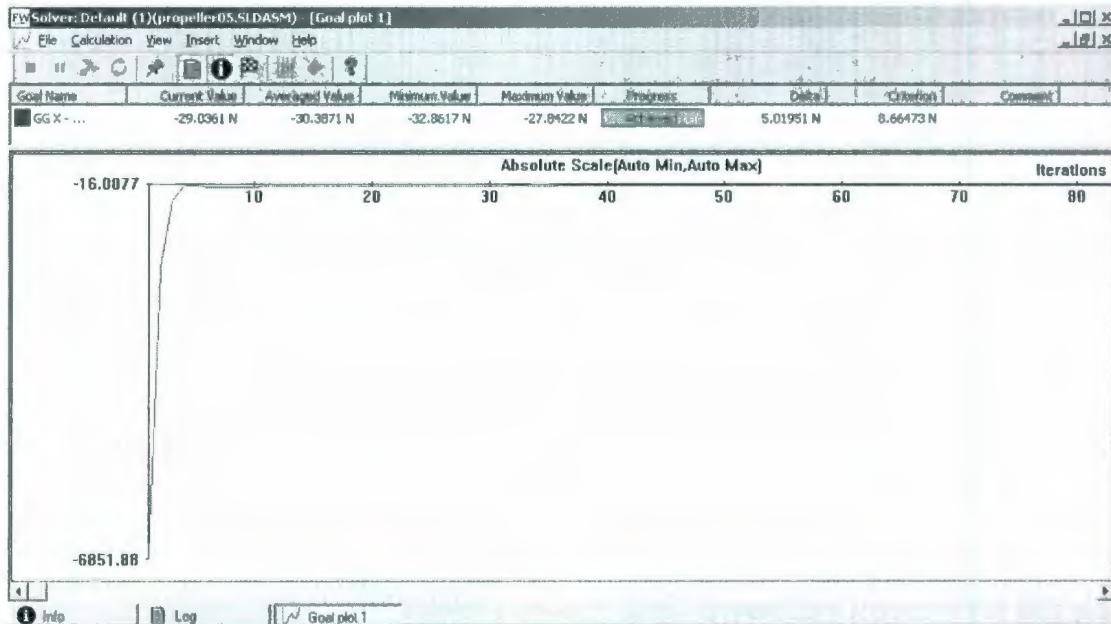 FW Solver: Default (1)(propeller05.SLDASM) - [Goal plot 1]
File Calculation View Insert Window Help
Goal Name Current Value Averaged Value Minimum Value Maximum Value Progress Delta Criterion Comment
GG X - ... -29.0361 N -30.3871 N -32.8617 N -27.8422 N Achieved 5.01951 N 8.66473 N
Absolute Scale(Auto Min,Auto Max)
Iterations
-16.0077
10 20 30 40 50 60 70 80
-6851.88
Info Log Goal plot 1